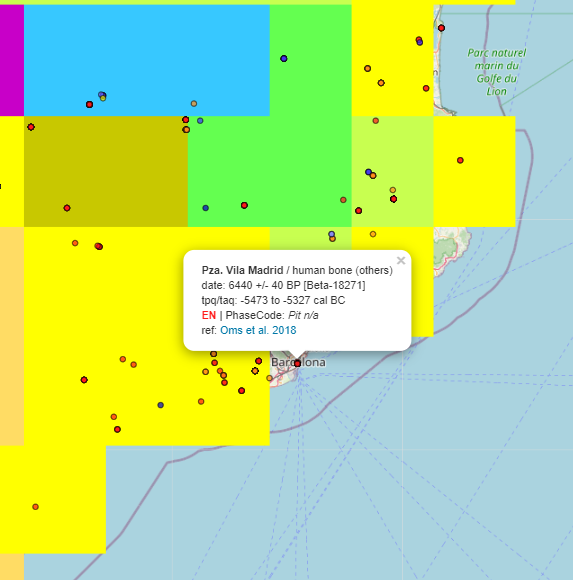 Parc naturel
marin du
Golfe du
Lion
×
Pza. Vila Madrid / human bone (others)
date: 6440 +/- 40 BP [Beta-18271]
tpq/taq: -5473 to -5327 cal BC
EN | PhaseCode: Pit n/a
ref: Oms et al. 2018
Barcelona